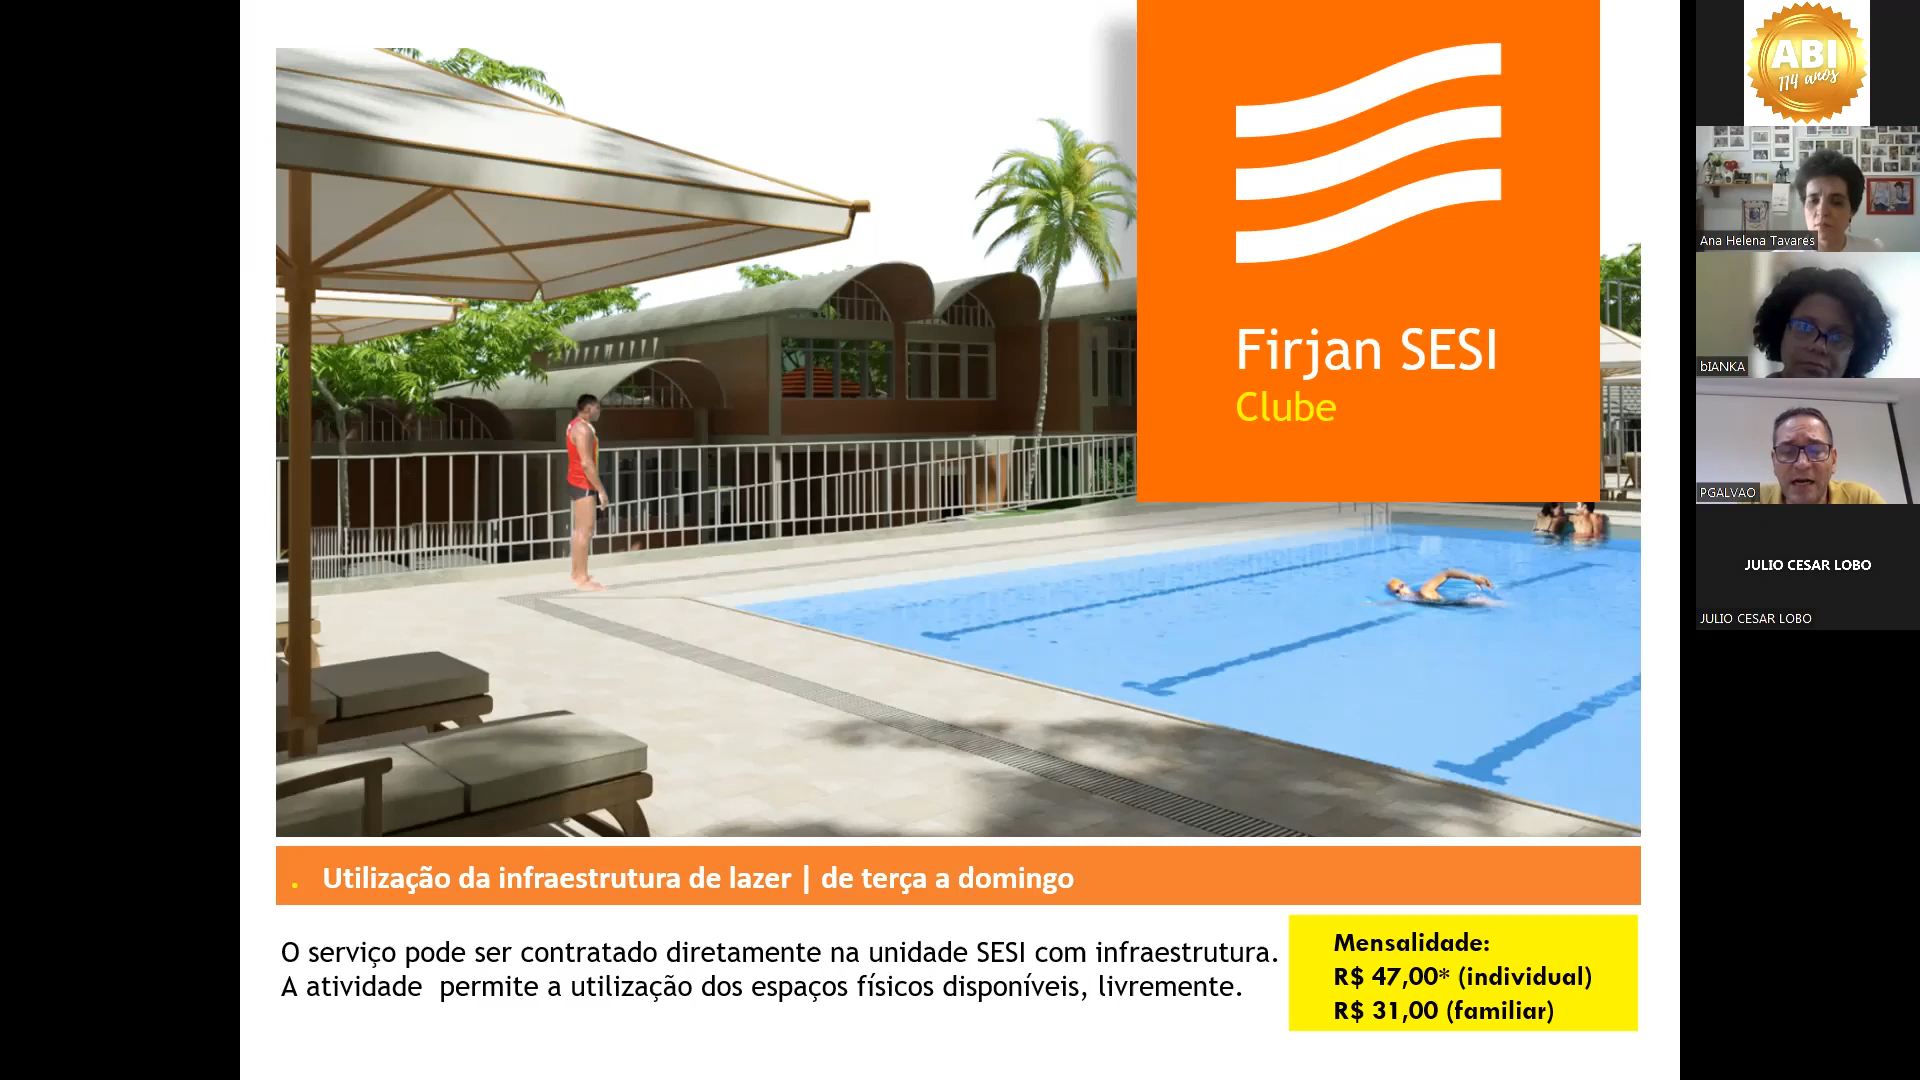 Firjan SESI
Clube
. Utilização da infraestrutura de lazer | de terça a domingo
O serviço pode ser contratado diretamente na unidade SESI com infraestrutura.
A atividade permite a utilização dos espaços físicos disponíveis, livremente.
Mensalidade:
R$ 47,00* (individual)
R$ 31,00 (familiar)
ABI
114 anos
Ana Helena Tavares
bIANKA
PGALVAO
JULIO CESAR LOBO
JULIO CESAR LOBO